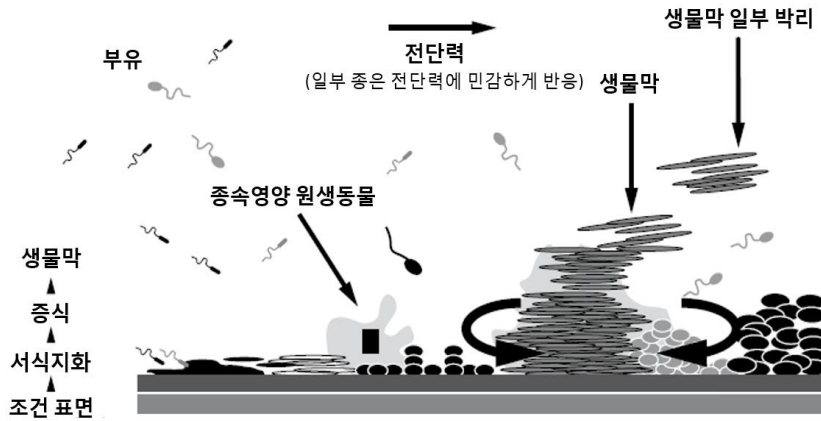 생물막 일부 박리
부유
전단력
(일부 종은 전단력에 민감하게 반응)
생물막
종속영양 원생동물
생물막
증식
서식지화
조건 표면